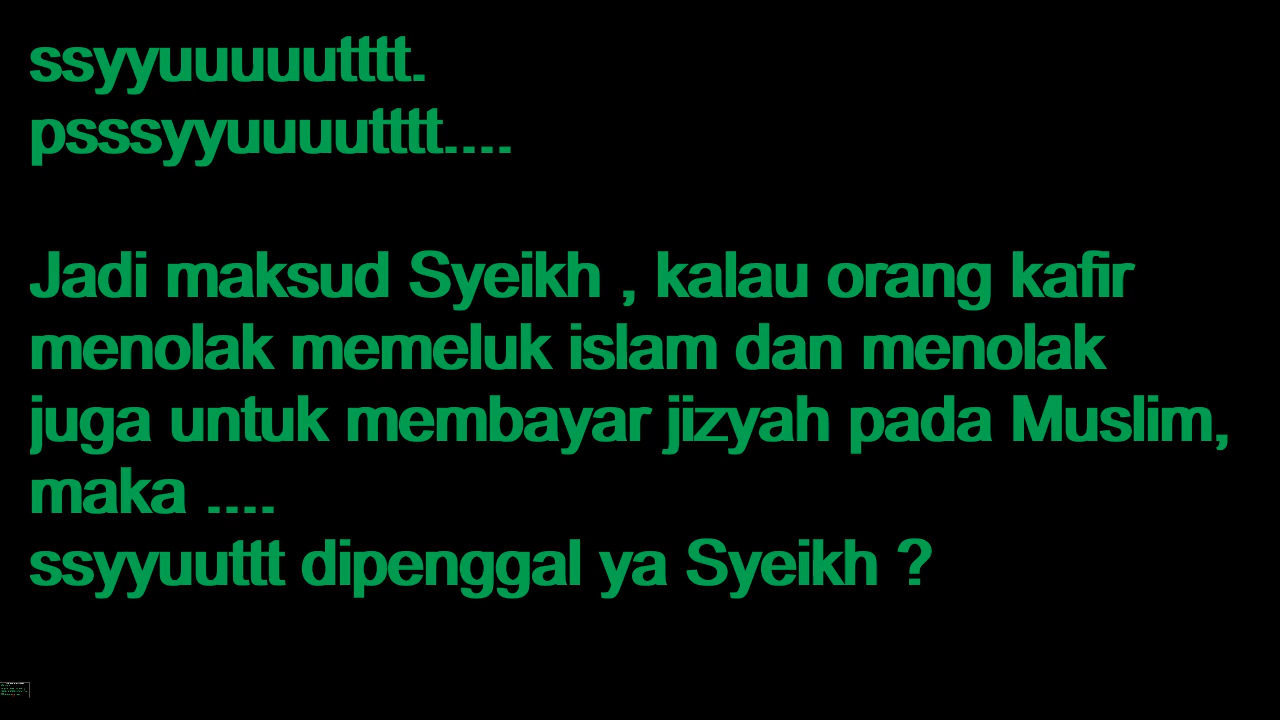 ssyyuuuuutttt.
psssyyuuuutttt....
Jadi maksud Syeikh , kalau orang kafir
menolak memeluk islam dan menolak
juga untuk membayar jizyah pada Muslim,
maka ....
ssyyuuttt dipenggal ya Syeikh ?